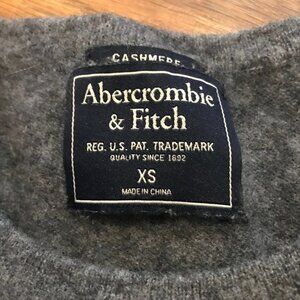 CASHMERE
Abercrombie
& Fitch
REG. U.S. PAT. TRADEMARK
QUALITY SINCE 1892
XS
MADE IN CHINA